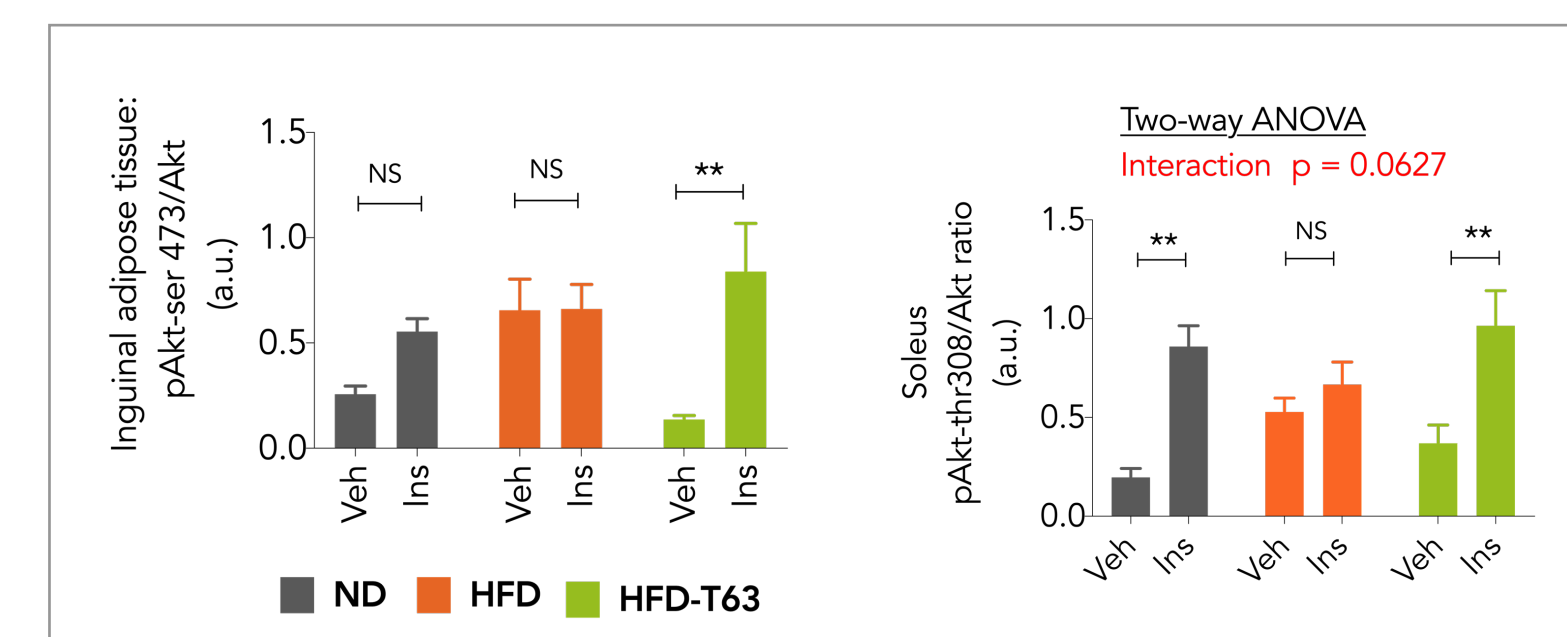 Inguinal adipose tissue:
pAkt-ser 473/Akt
(a.u.)
1.5
1.0
0.5
0.0
NS
NS
**
Veh
Ins
Veh
Ins
Veh
Ins
ND
HFD
HFD-T63
Two-way ANOVA
Interaction p = 0.0627
Soleus
pAkt-thr308/Akt ratio
(a.u.)
1.5
1.0
0.5
0.0
**
NS
**
Veh
Ins
Veh
Ins
Veh
Ins